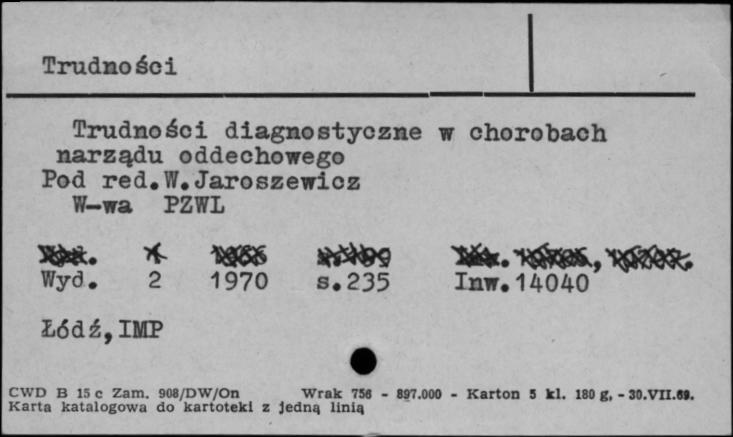 Trudności
Trudności diagnostyczne w chorobach
narządu oddechowego
Pod red.W.Jaroszewicz
W-wa PZWL
Wyd. 2 1970 s.235 Inw.14040
Łódź,IMP
CWD B 15 c Zam. 908/DW/On Wrak 756 - 897.000 - Karton 5 kl. 180 g, - 30.VII.69.
Karta katalogowa do kartoteki z jedną linią